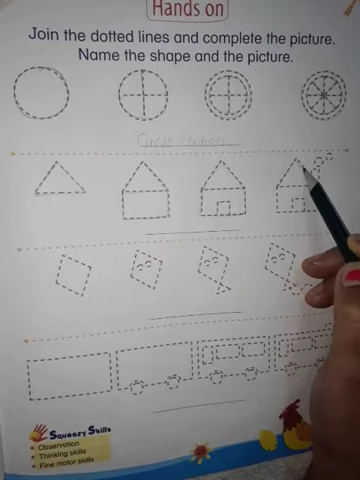 Hands on
Join the dotted lines and complete the picture.
Name the shape and the picture.
Circle - wheel
Squeezy Skills
• Observation
• Thinking skills
• Fine motor skills